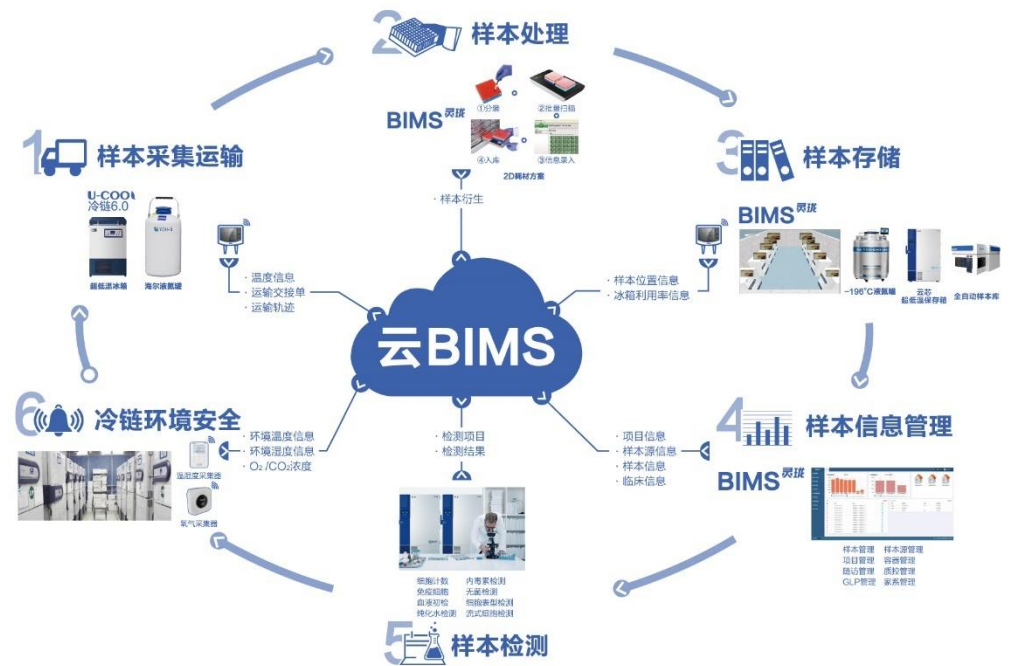 1
样本采集运输
U-COOL
冷链6.0
超低温冰箱
海尔液氮罐
· 温度信息
· 运输交接单
· 运输轨迹
2
样本处理
BIMS灵珑
①分装
②批量扫描
④入库
③信息录入
2D耗材方案
· 样本衍生
3
样本存储
BIMS灵珑
-196℃液氮罐
云芯
超低温保存箱
全自动样本库
· 样本位置信息
· 冰箱利用率信息
云BIMS
4
样本信息管理
BIMS灵珑
· 项目信息
· 样本源信息
· 样本信息
· 临床信息
样本管理 样本源管理
项目管理 容器管理
随访管理 质控管理
GLP管理 家系管理
5
样本检测
· 检测项目
· 检测结果
细胞计数 内毒素检测
免疫细胞 无菌检测
血液初检 细胞表型检测
纯化水检测 流式细胞检测
6
冷链环境安全
温湿度采集器
氧气采集器
· 环境温度信息
· 环境湿度信息
· O₂ /CO₂浓度